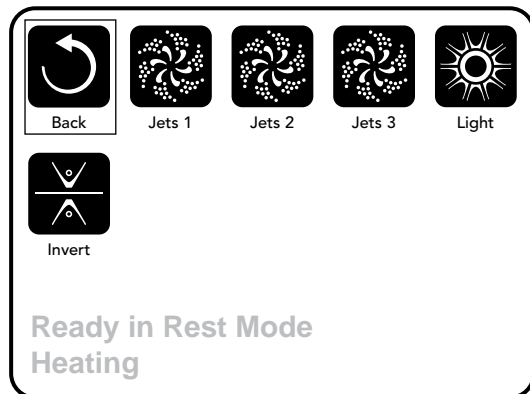 Back
Jets 1
Jets 2
Jets 3
Light
Invert
Ready in Rest Mode
Heating